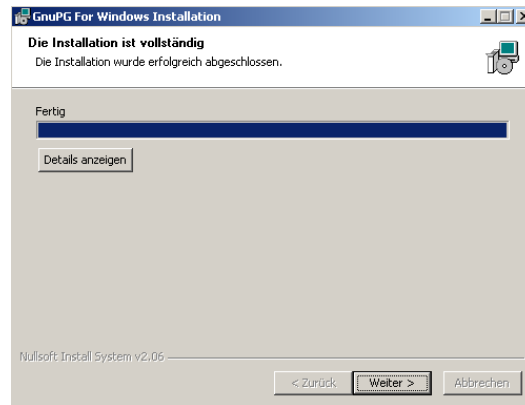 GnuPG For Windows Installation
Die Installation ist vollständig
Die Installation wurde erfolgreich abgeschlossen.
Fertig
Details anzeigen
Nullsoft Install System v2.06
< Zurück
Weiter >
Abbrechen